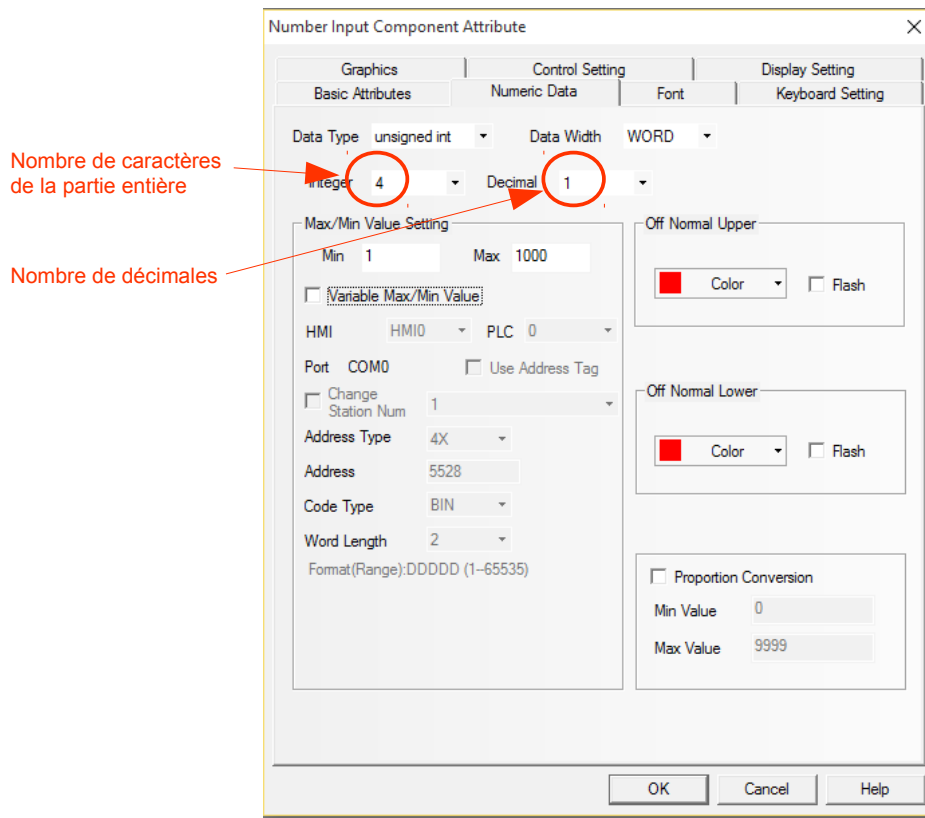 Number Input Component Attribute
Graphics Control Setting Display Setting
Basic Attributes Numeric Data Font Keyboard Setting
Data Type unsigned int Data Width WORD
Nombre de caractères
de la partie entière
Integer 4 Decimal 1
Max/Min Value Setting
Min 1 Max 1000
Nombre de décimales
Variable Max/Min Value
HMI HMI0 PLC 0
Port COM0 Use Address Tag
Change
Station Num 1
Address Type 4X
Address 5528
Code Type BIN
Word Length 2
Format(Range):DDDDD (1--65535)
Off Normal Upper
Color Flash
Off Normal Lower
Color Flash
Proportion Conversion
Min Value 0
Max Value 9999
OK Cancel Help